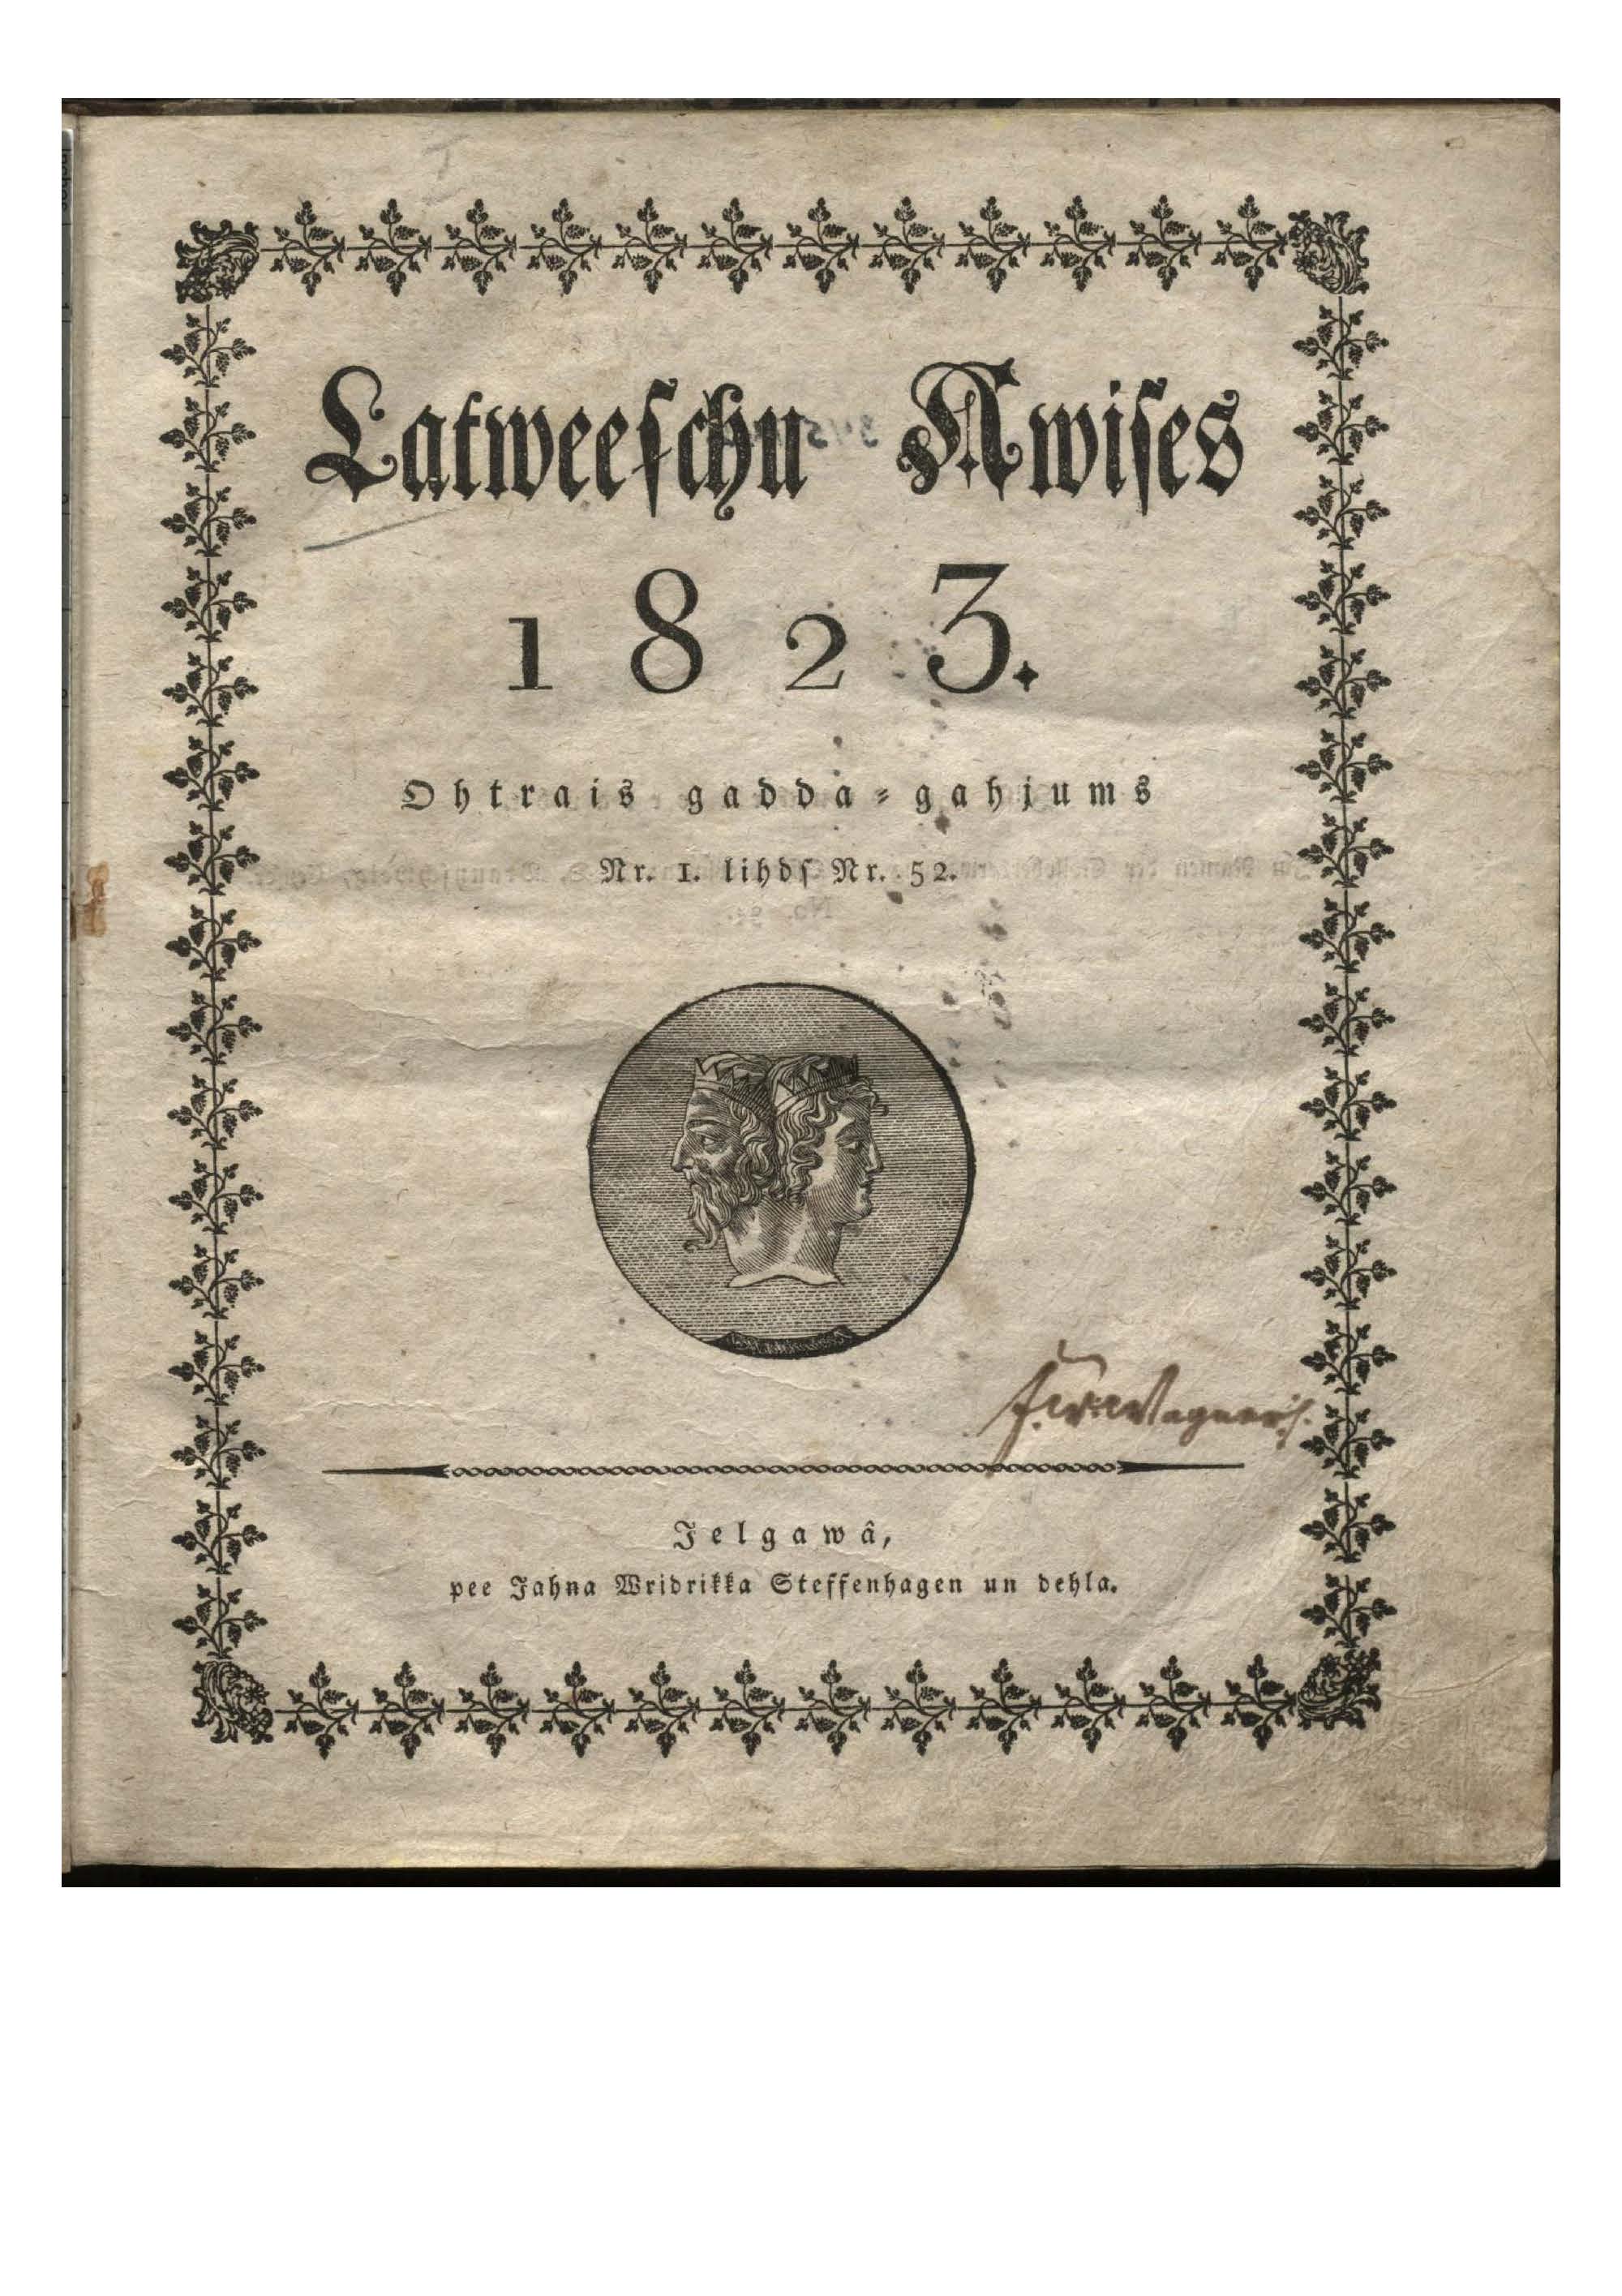 Latweeſchu Awiſes
1823.
Ohtrais gadda-gahjums
Nr. 1. lihdſ Nr. 52.
Jelgawâ,
pee Jahna Wridrikka Steffenhagen un dehla.